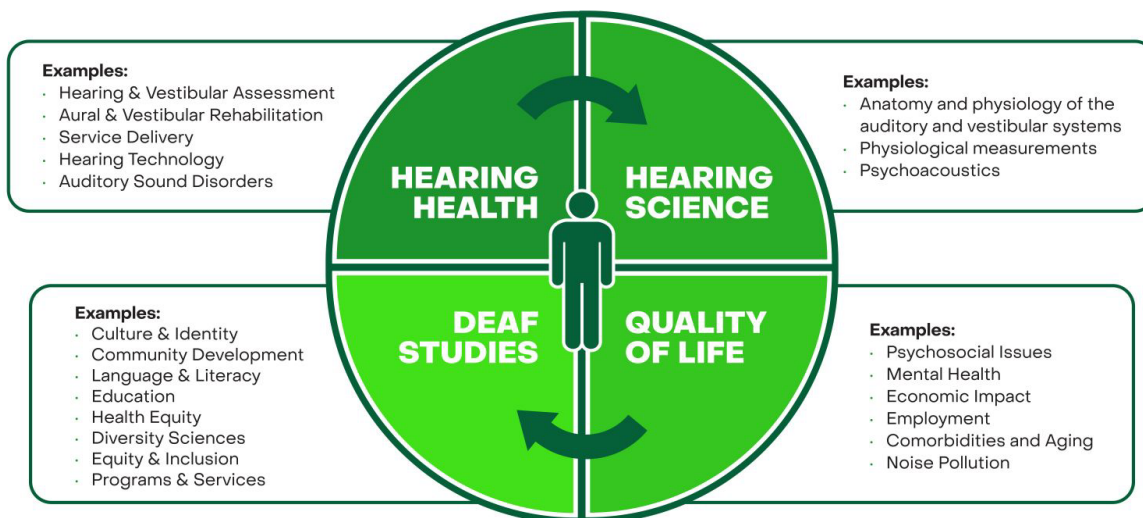 Examples:
· Hearing & Vestibular Assessment
· Aural & Vestibular Rehabilitation
· Service Delivery
· Hearing Technology
· Auditory Sound Disorders
HEARING
HEALTH
HEARING
SCIENCE
Examples:
· Anatomy and physiology of the
auditory and vestibular systems
· Physiological measurements
· Psychoacoustics
Examples:
· Culture & Identity
· Community Development
· Language & Literacy
· Education
· Health Equity
· Diversity Sciences
· Equity & Inclusion
· Programs & Services
DEAF
STUDIES
QUALITY
OF LIFE
Examples:
· Psychosocial Issues
· Mental Health
· Economic Impact
· Employment
· Comorbidities and Aging
· Noise Pollution